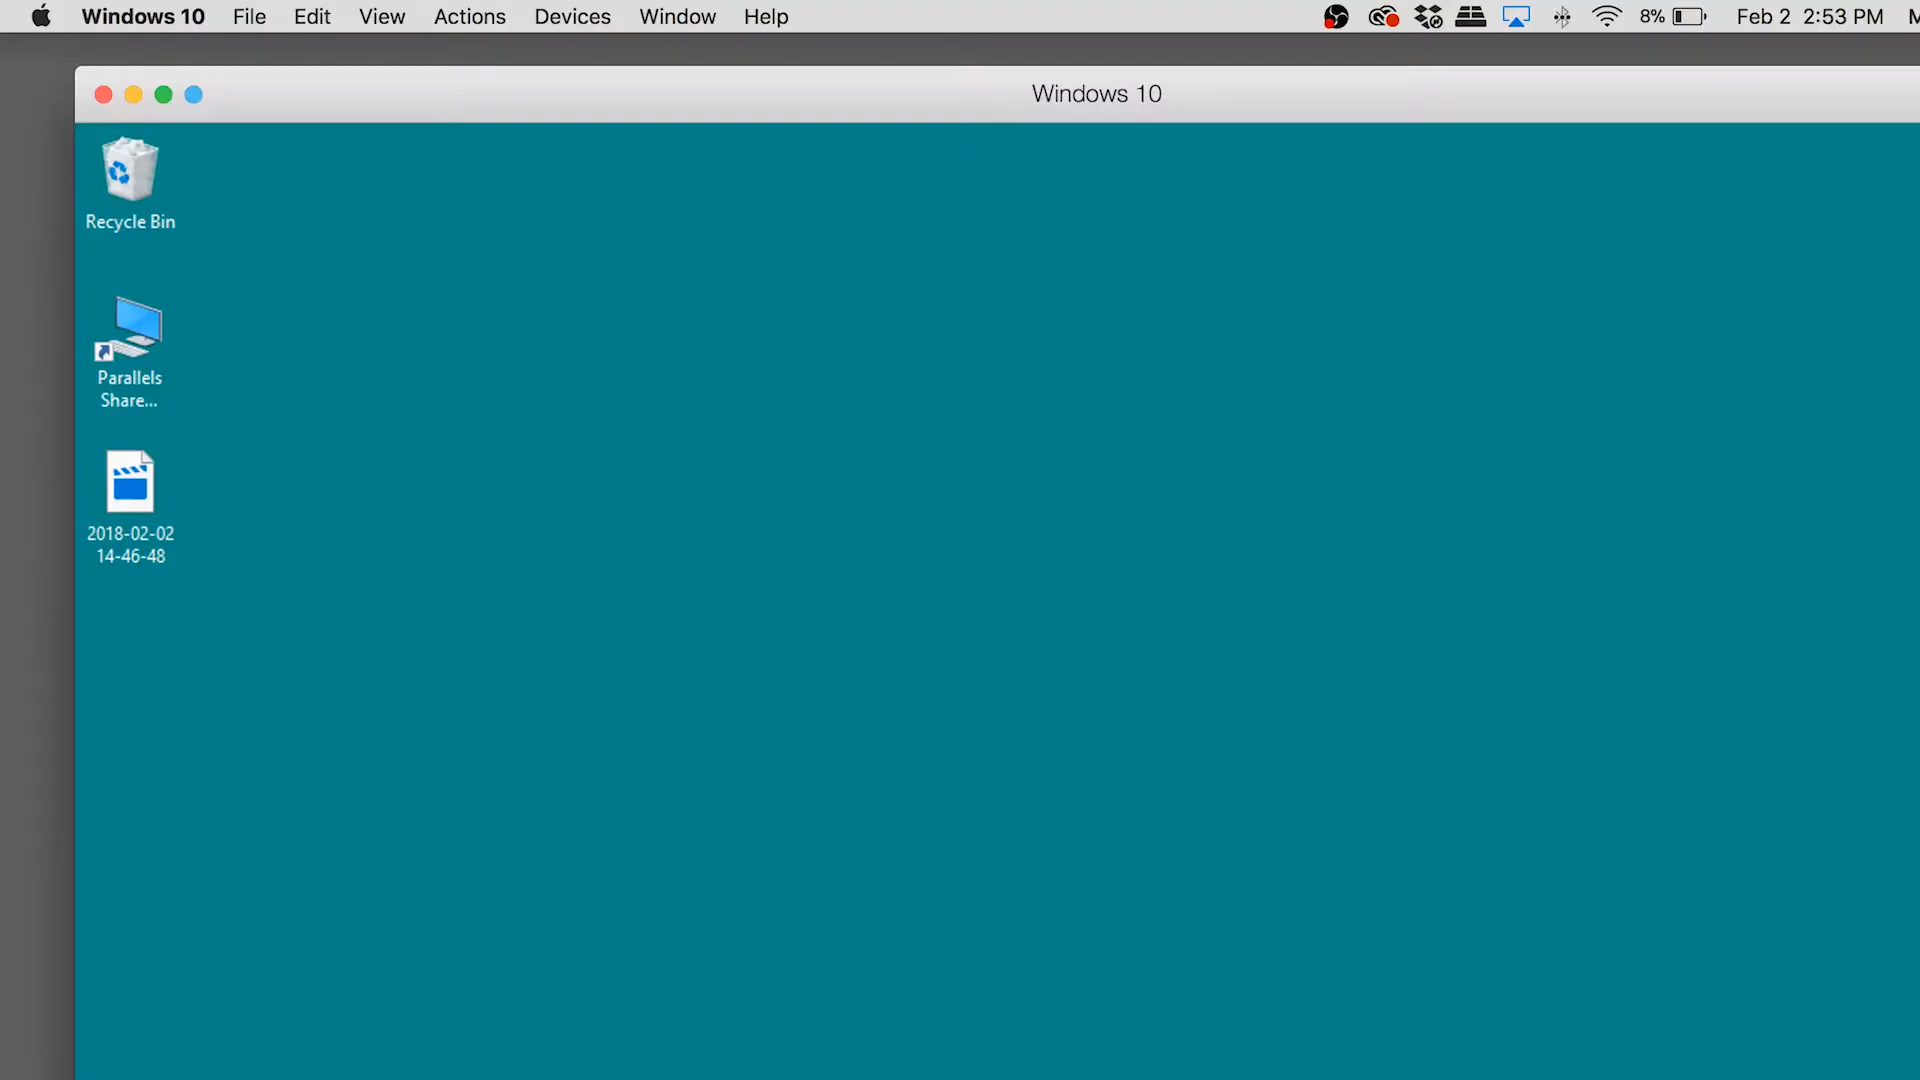 Windows 10 File Edit View Actions Devices Window Help 8% Feb 2 2:53 PM
Windows 10
Recycle Bin
Parallels
Share...
2018-02-02
14-46-48